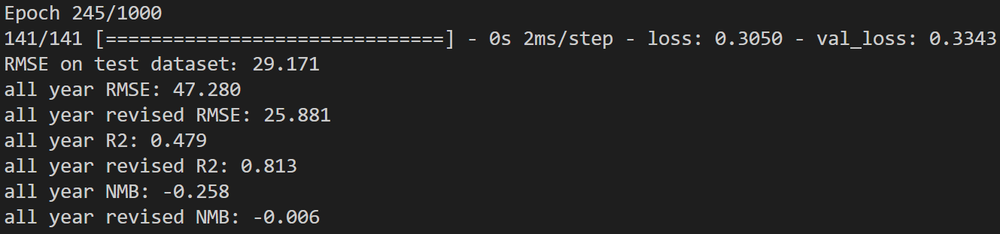 Epoch 245/1000
141/141 [==============================] - 0s 2ms/step - loss: 0.3050 - val_loss: 0.3343
RMSE on test dataset: 29.171
all year RMSE: 47.280
all year revised RMSE: 25.881
all year R2: 0.479
all year revised R2: 0.813
all year NMB: -0.258
all year revised NMB: -0.006